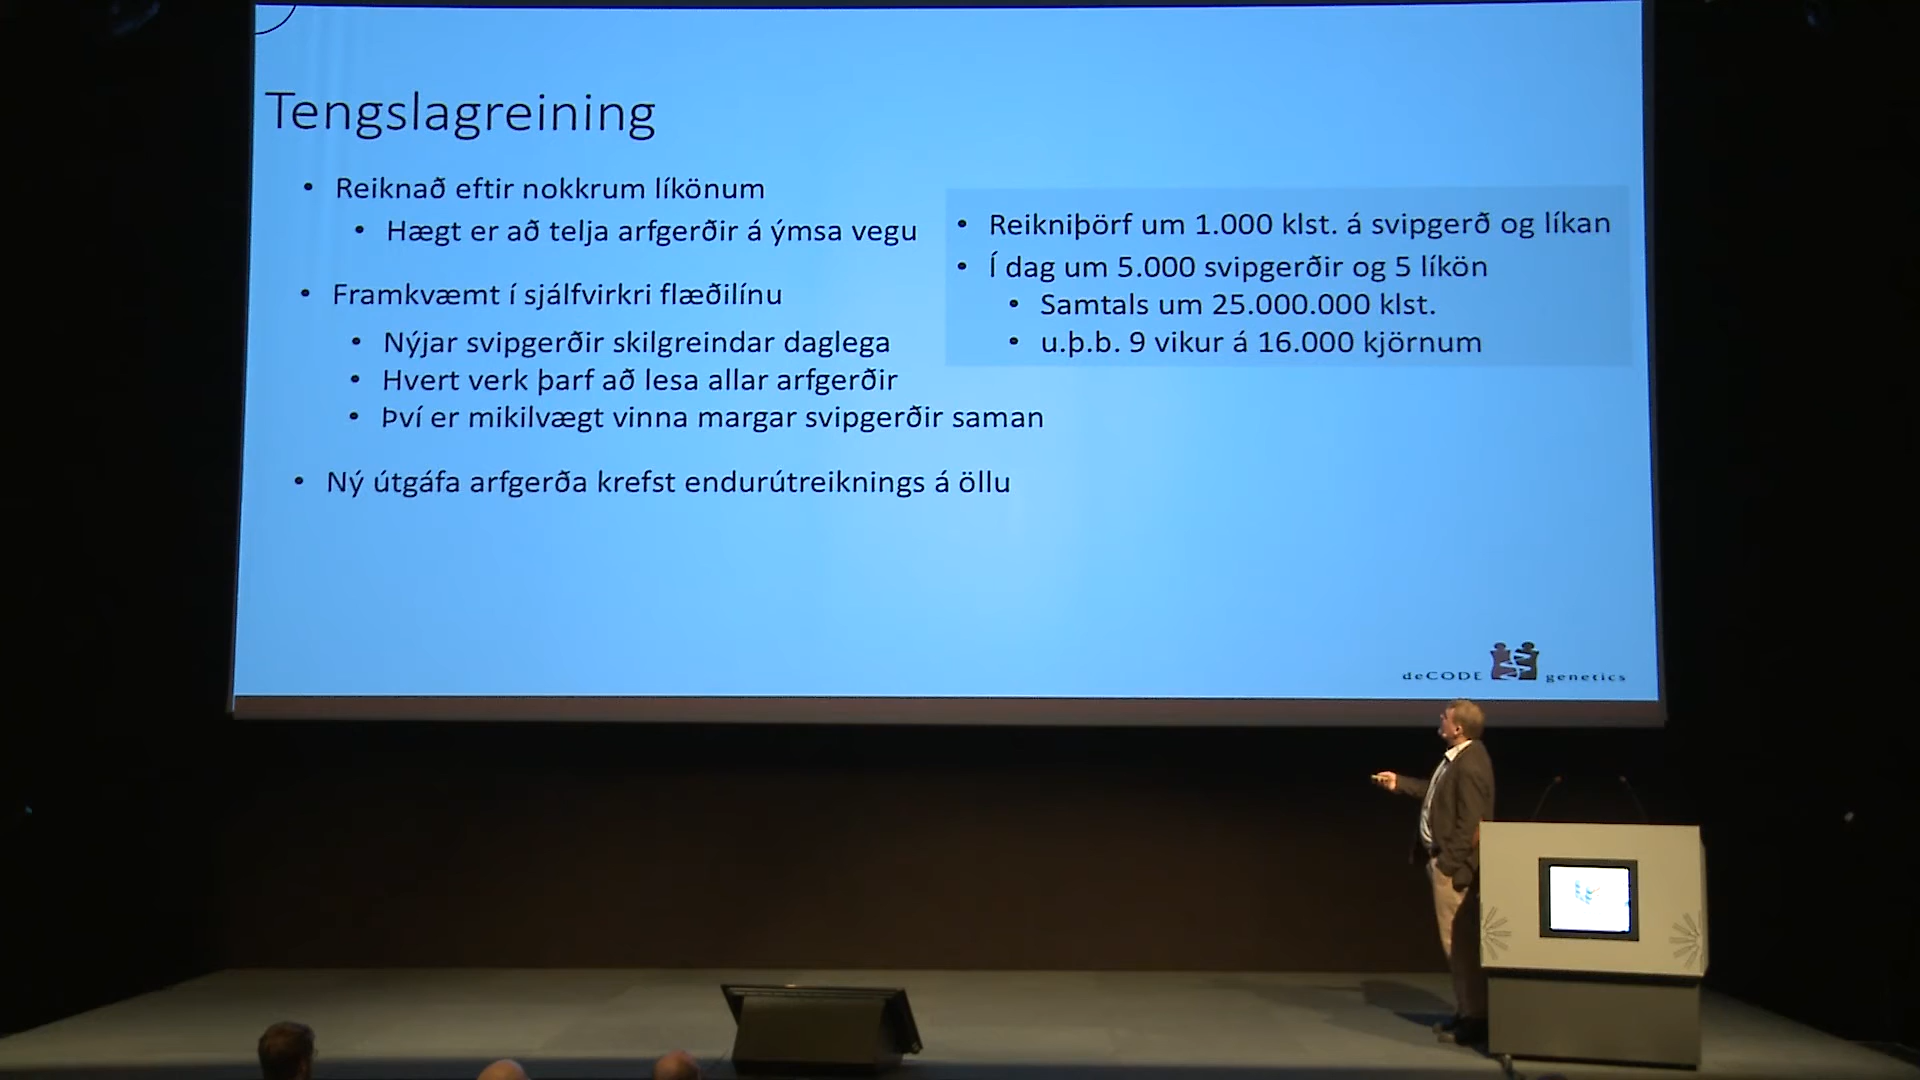 Tengslagreining
• Reiknað eftir nokkrum líkönum
• Hægt er að telja arfgerðir á ýmsa vegu
• Framkvæmt í sjálfvirkri flæðilínu
• Nýjar svipgerðir skilgreindar daglega
• Hvert verk þarf að lesa allar arfgerðir
• Því er mikilvægt vinna margar svipgerðir saman
• Ný útgáfa arfgerða krefst endurútreiknings á öllu
• Reikniþörf um 1.000 klst. á svipgerð og líkan
• Í dag um 5.000 svipgerðir og 5 líkön
• Samtals um 25.000.000 klst.
• u.þ.b. 9 vikur á 16.000 kjörnum
deCODE genetics